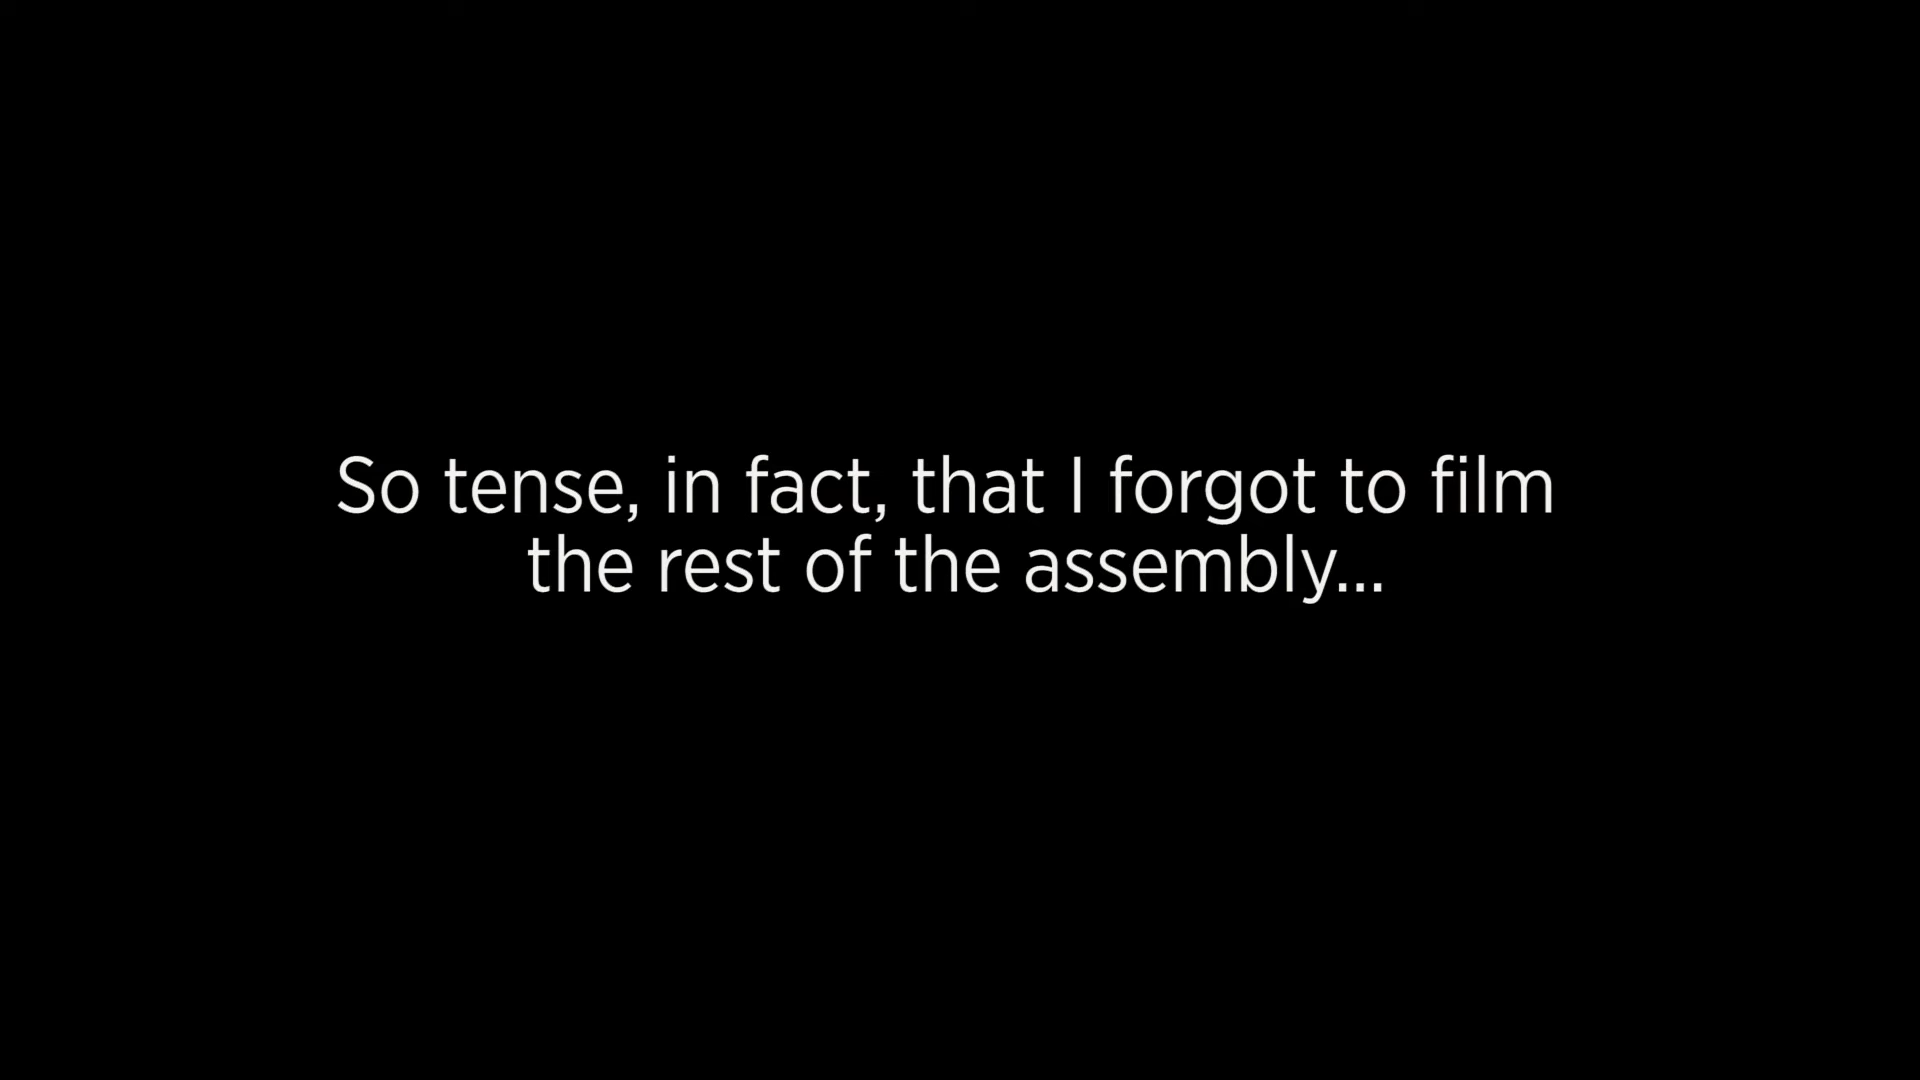 So tense, in fact, that I forgot to film
the rest of the assembly...